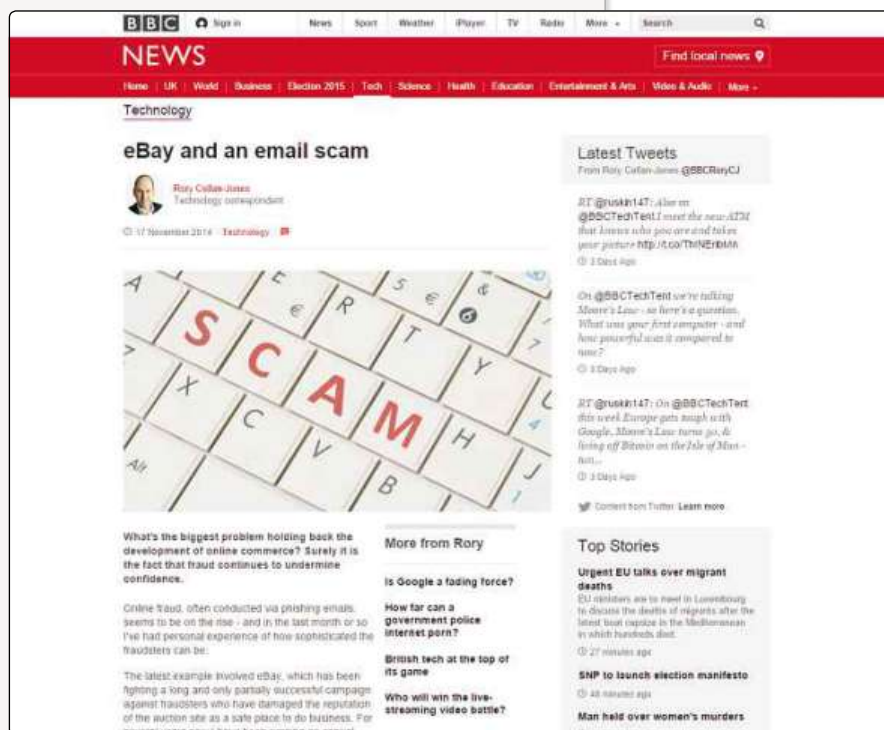 BBC Sign in News Sport Weather iPlayer TV Radio More Search
NEWS
Find local news
Home UK World Business Election 2015 Tech Science Health Education Entertainment & Arts Video & Audio More
Technology
eBay and an email scam
Rory Cellan-Jones
Technology correspondent
17 November 2014 Technology
S C A M
What's the biggest problem holding back the
development of online commerce? Surely it is
the fact that fraud continues to undermine
confidence.
Online fraud, often conducted via phishing emails,
seems to be on the rise - and in the last month or so
I've had personal experience of how sophisticated the
fraudsters can be.
The latest example involved eBay, which has been
fighting a long and only partially successful campaign
against fraudsters who have damaged the reputation
of the auction site as a safe place to do business. For
More from Rory
Is Google a fading force?
How far can a
government police
internet porn?
British tech at the top of
its game
Who will win the live-
streaming video battle?
Latest Tweets
From Rory Cellan-Jones @BBCRoryCJ
RT @ruskin147: Also on
@BBCTechTent I meet the new ATM
that knows who you are and takes
your picture
3 Days Ago
On @BBCTechTent we're talking
Moore's Law - so here's a question.
What was your first computer - and
how powerful was it compared to
now?
3 Days Ago
RT @ruskin147: On @BBCTechTent
this week Europe gets tough with
Google, Moore's Law turns 50, &
living off Bitcoin on the Isle of Man -
3 Days Ago
Content from Twitter. Learn more
Top Stories
Urgent EU talks over migrant
deaths
EU ministers are to meet in Luxembourg
to discuss the deaths of migrants after the
latest boat capsize in the Mediterranean
in which hundreds died.
27 minutes ago
SNP to launch election manifesto
48 minutes ago
Man held over women's murders